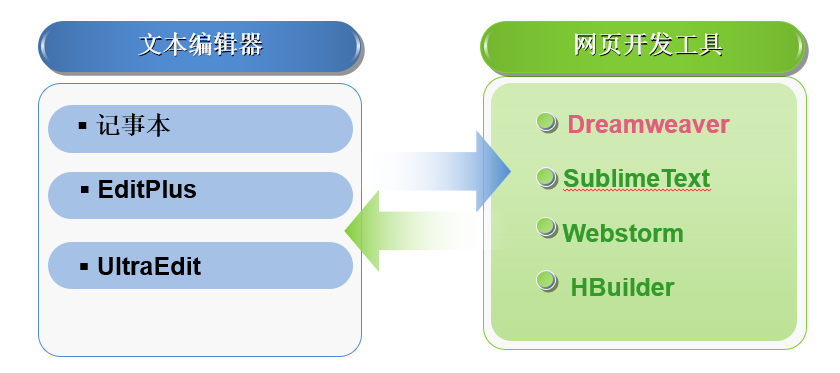 文本编辑器
记事本
EditPlus
UltraEdit
网页开发工具
Dreamweaver
SublimeText
Webstorm
HBuilder